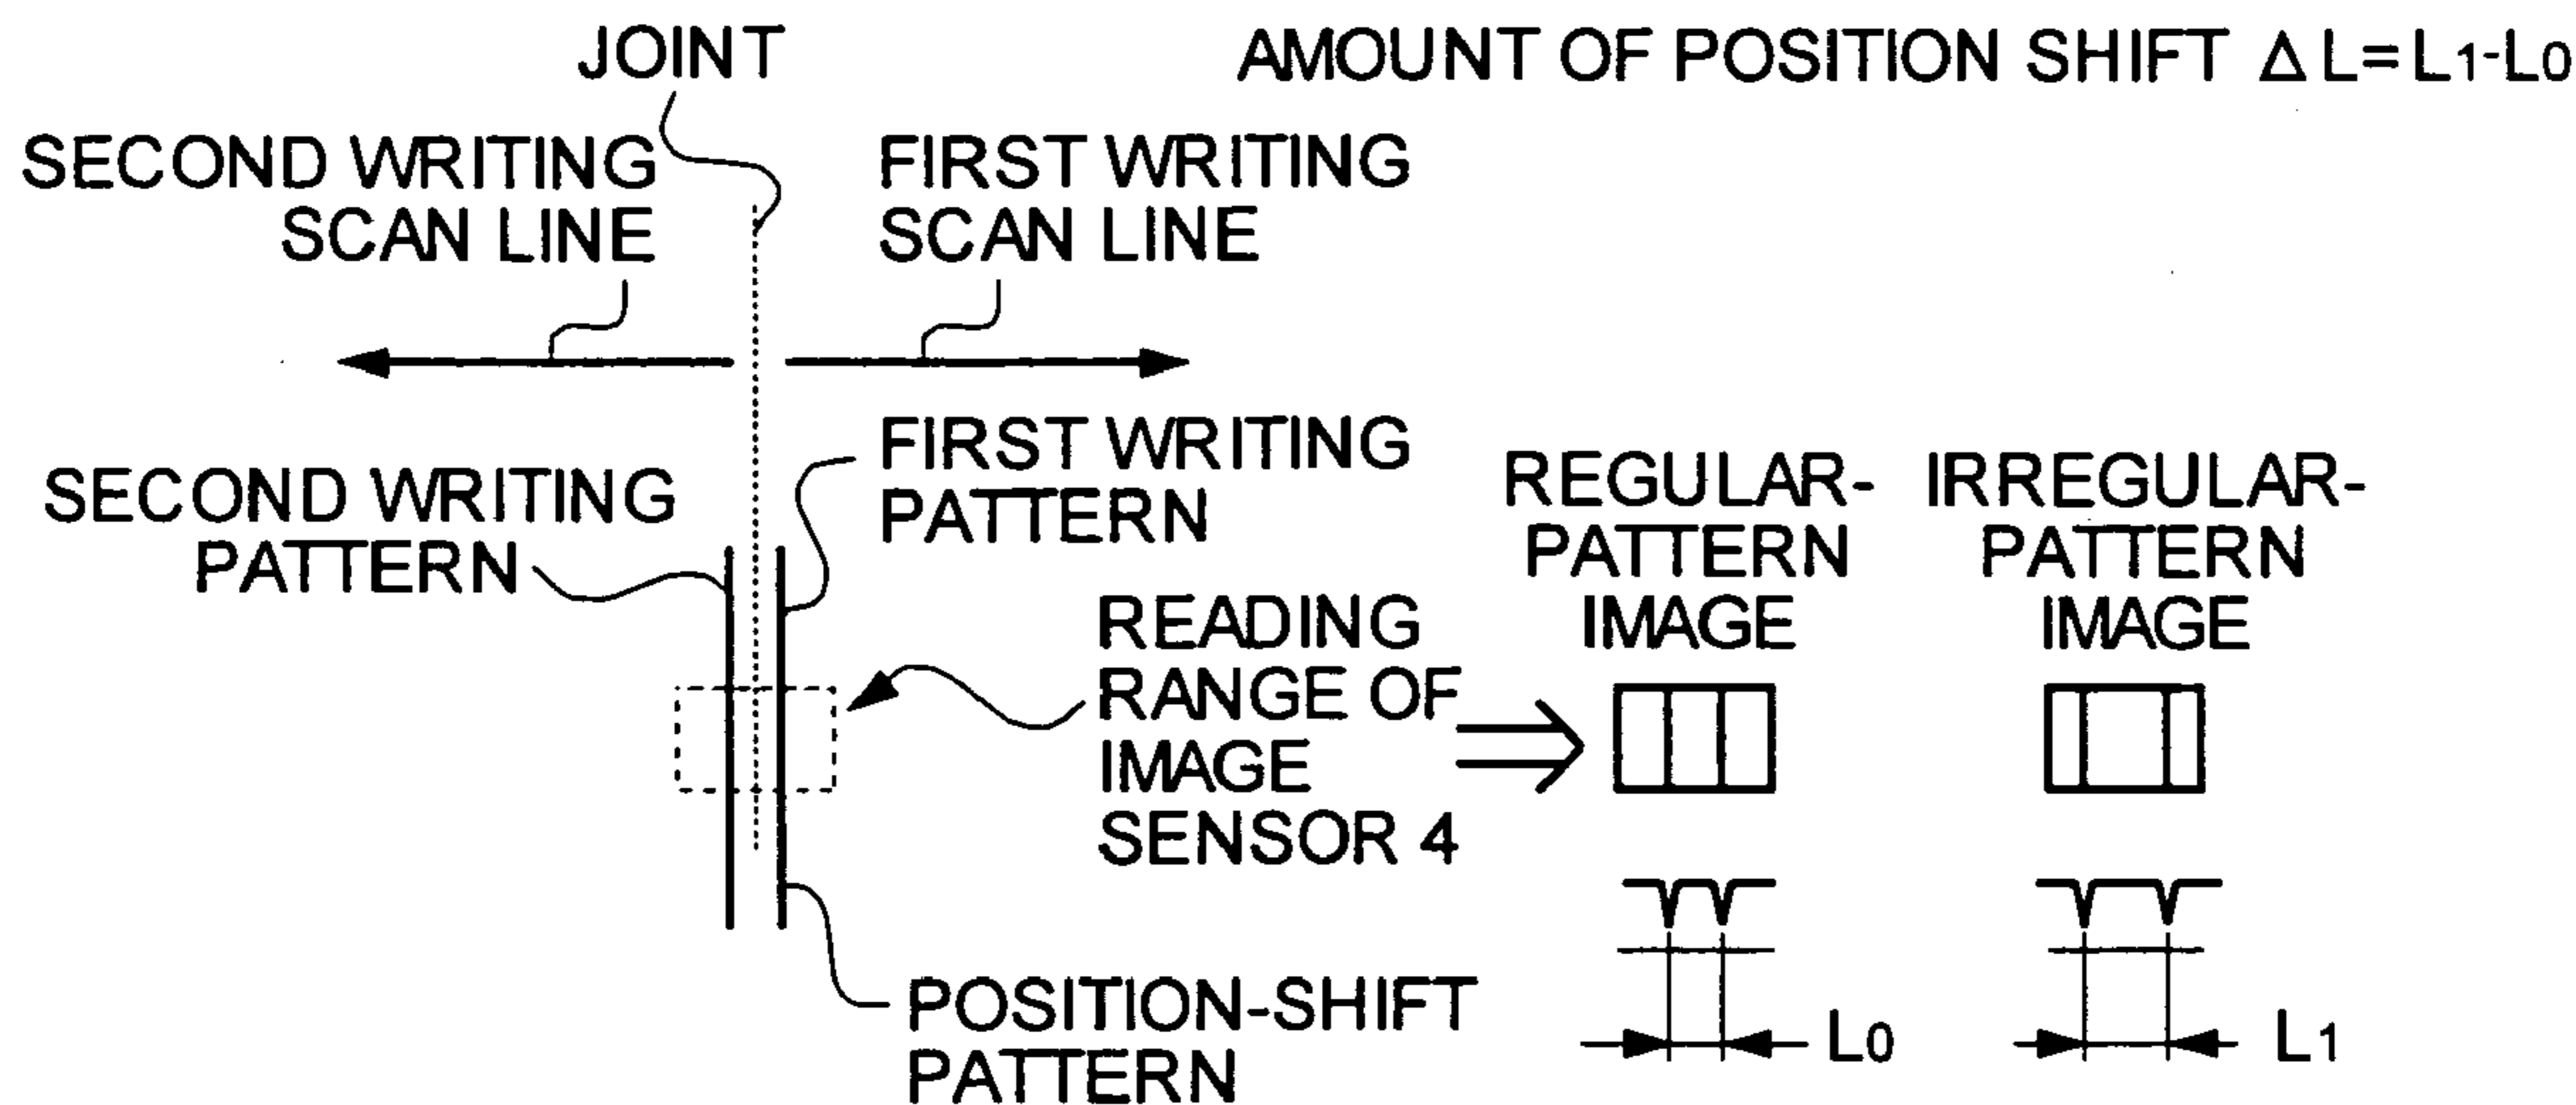 JOINT
AMOUNT OF POSITION SHIFT Δ L=L1-L0
SECOND WRITING
SCAN LINE
FIRST WRITING
SCAN LINE
FIRST WRITING
PATTERN
SECOND WRITING
PATTERN
REGULAR-
PATTERN
IMAGE
IRREGULAR-
PATTERN
IMAGE
READING
RANGE OF
IMAGE
SENSOR 4
POSITION-SHIFT
PATTERN
L0
L1